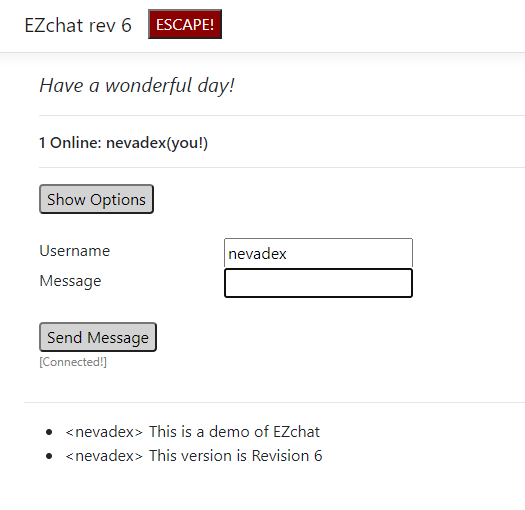 EZchat rev 6 ESCAPE!
Have a wonderful day!
1 Online: nevadex(you!)
Show Options
Username nevadex
Message
Send Message
[Connected!]
• <nevadex> This is a demo of EZchat
• <nevadex> This version is Revision 6